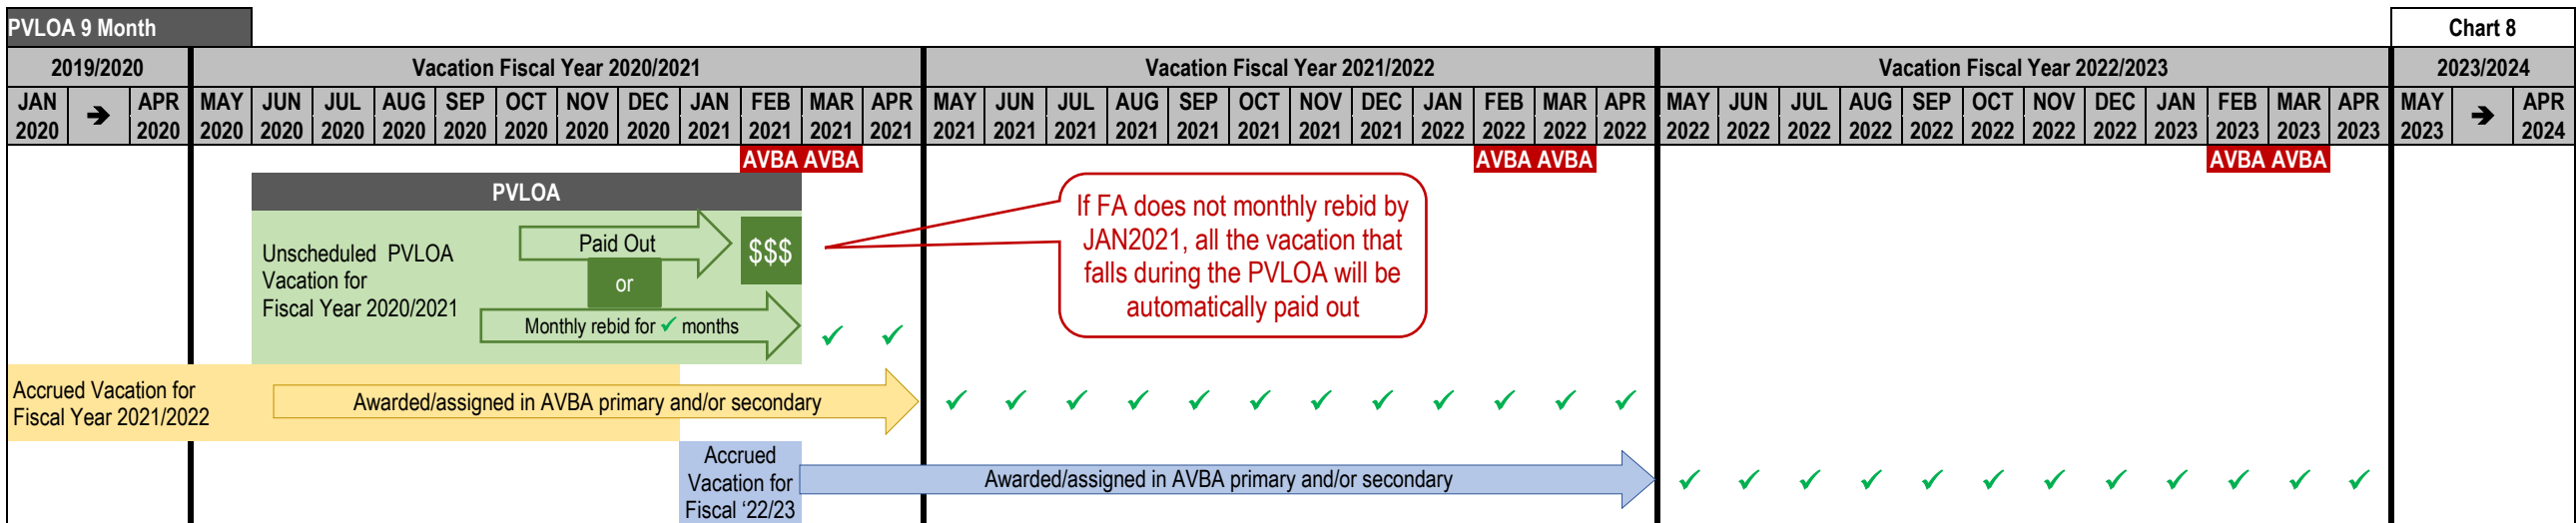 PVLOA 9 Month
Chart 8
2019/2020 Vacation Fiscal Year 2020/2021 Vacation Fiscal Year 2021/2022 Vacation Fiscal Year 2022/2023 2023/2024
JAN ➔ APR MAY JUN JUL AUG SEP OCT NOV DEC JAN FEB MAR APR MAY JUN JUL AUG SEP OCT NOV DEC JAN FEB MAR APR MAY JUN JUL AUG SEP OCT NOV DEC JAN FEB MAR APR MAY ➔ APR
2020 2020 2020 2020 2020 2020 2020 2020 2020 2020 2021 2021 2021 2021 2021 2021 2021 2021 2021 2021 2021 2021 2022 2022 2022 2022 2022 2022 2022 2022 2022 2022 2022 2022 2023 2023 2023 2023 2023 2024
AVBA AVBA AVBA AVBA AVBA AVBA
PVLOA
Unscheduled PVLOA
Vacation for
Fiscal Year 2020/2021
Paid Out
$$$
or
Monthly rebid for ✓ months
✓ ✓
If FA does not monthly rebid by
JAN2021, all the vacation that
falls during the PVLOA will be
automatically paid out
Accrued Vacation for
Fiscal Year 2021/2022
Awarded/assigned in AVBA primary and/or secondary
✓ ✓ ✓ ✓ ✓ ✓ ✓ ✓ ✓ ✓ ✓ ✓
Accrued
Vacation for
Fiscal ‘22/23
Awarded/assigned in AVBA primary and/or secondary
✓ ✓ ✓ ✓ ✓ ✓ ✓ ✓ ✓ ✓ ✓ ✓